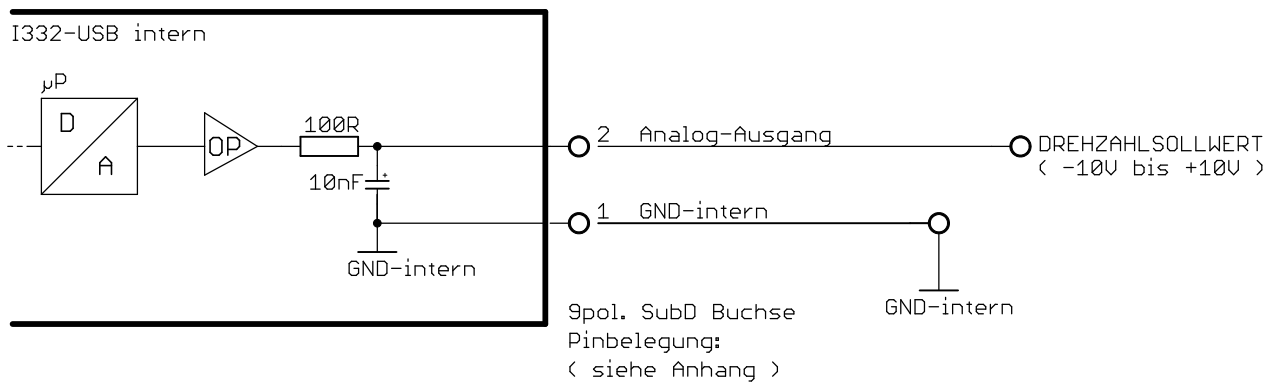 I332-USB intern
µP
D
A
OP
100R
10nF
+
GND-intern
2 Analog-Ausgang
DREHZAHLSOLLWERT
( -10V bis +10V )
1 GND-intern
GND-intern
9pol. SubD Buchse
Pinbelegung:
( siehe Anhang )